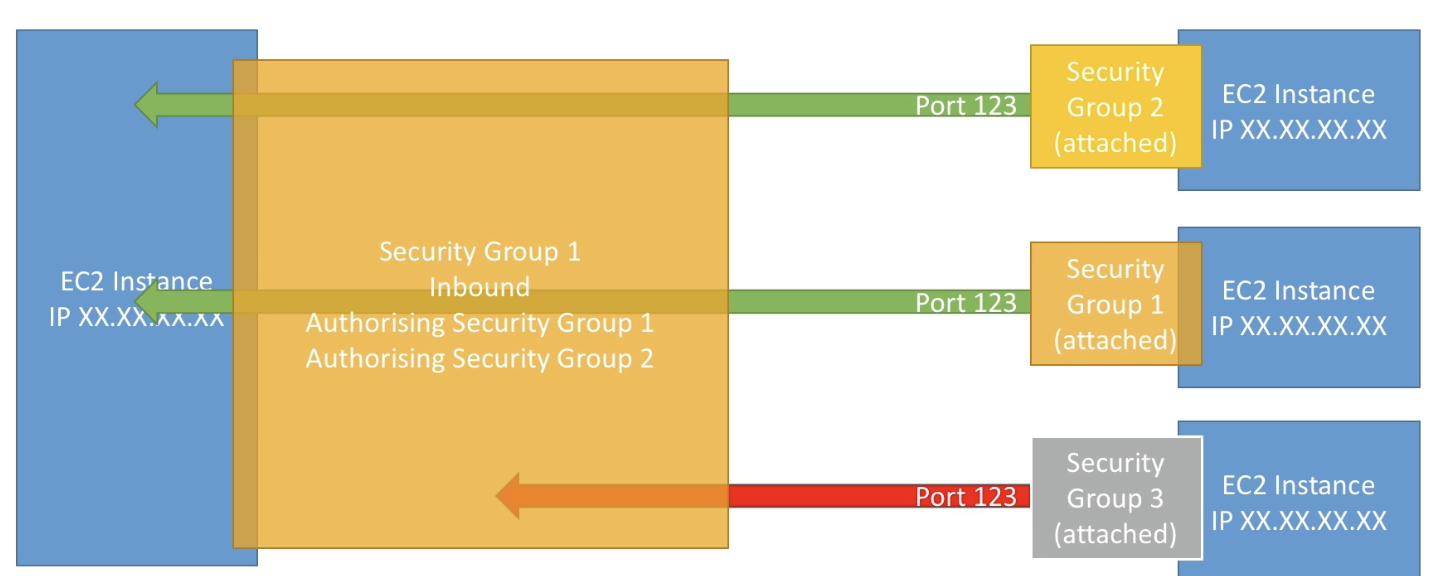 Port 123
Security
Group 2
(attached)
EC2 Instance
IP XX.XX.XX.XX
EC2 Instance
IP XX.XX.XX.XX
Security Group 1
Inbound
Authorising Security Group 1
Authorising Security Group 2
Port 123
Security
Group 1
(attached)
EC2 Instance
IP XX.XX.XX.XX
Port 123
Security
Group 3
(attached)
EC2 Instance
IP XX.XX.XX.XX